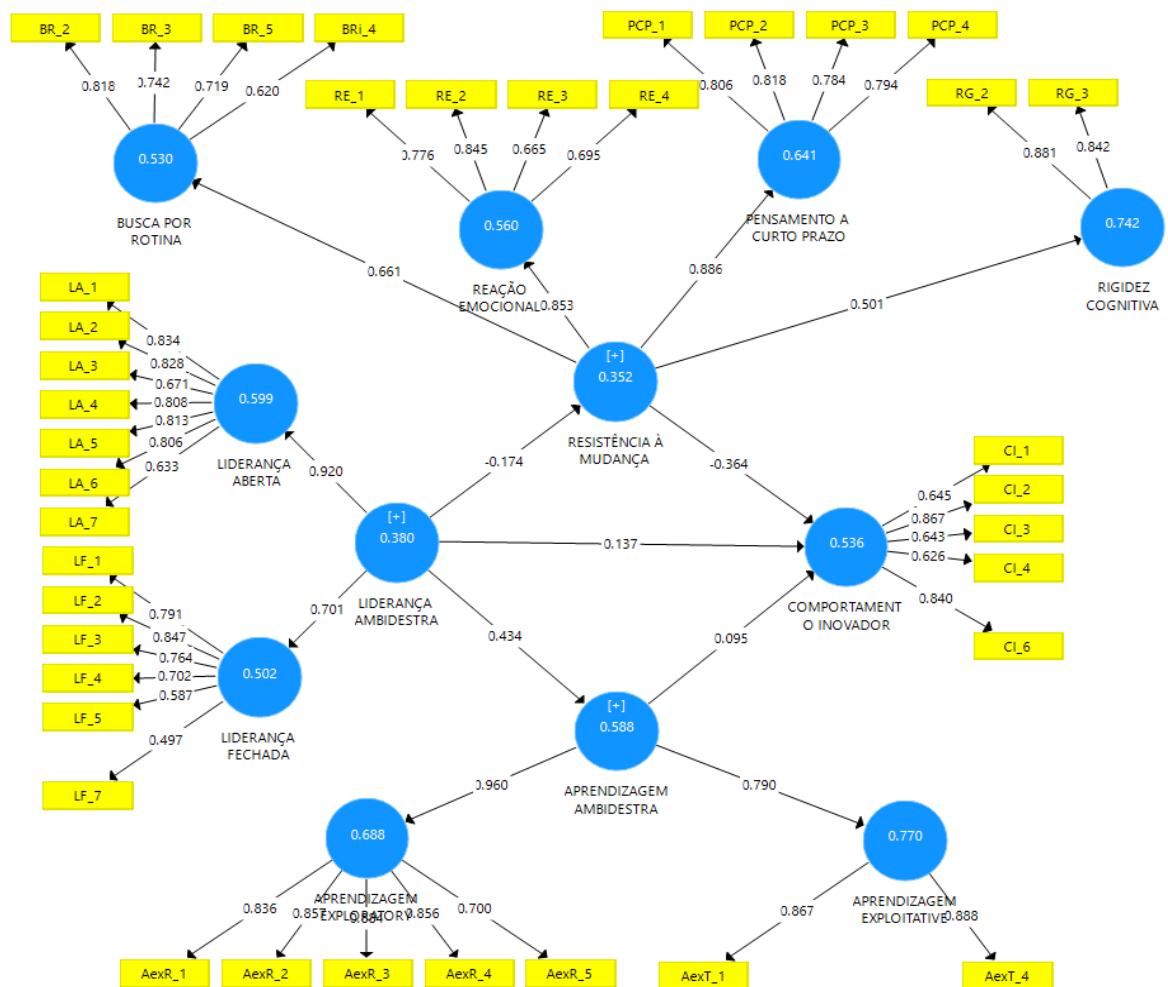 BR_2
BR_3
BR_5
BRi_4
PCP_1
PCP_2
PCP_3
PCP_4
0.818
0.742
0.719
0.620
RE_1
RE_2
RE_3
RE_4
0.806
0.818
0.784
0.794
RG_2
RG_3
0.776
0.845
0.665
0.695
0.881
0.842
0.530
0.641
BUSCA POR
ROTINA
0.560
PENSAMENTO A
CURTO PRAZO
0.742
REAÇÃO
EMOCIONAL
RIGIDEZ
COGNITIVA
0.661
0.853
0.886
0.501
LA_1
LA_2
LA_3
LA_4
LA_5
LA_6
LA_7
0.834
0.828
0.671
0.808
0.813
0.806
0.633
0.599
LIDERANÇA
ABERTA
[+]
0.352
RESISTÊNCIA À
MUDANÇA
0.920
-0.174
-0.364
CI_1
CI_2
CI_3
CI_4
CI_6
0.645
0.867
0.643
0.626
0.840
[+]
0.380
LIDERANÇA
AMBIDESTRA
0.137
0.536
COMPORTAMENT
O INOVADOR
LF_1
LF_2
LF_3
LF_4
LF_5
LF_7
0.791
0.847
0.764
0.702
0.587
0.497
0.701
0.434
0.095
0.502
LIDERANÇA
FECHADA
[+]
0.588
APRENDIZAGEM
AMBIDESTRA
0.960
0.790
0.688
APRENDIZAGEM
EXPLORATORY
0.770
APRENDIZAGEM
EXPLOITATIVE
0.836
0.857
0.856
0.700
0.867
0.888
AexR_1
AexR_2
AexR_3
AexR_4
AexR_5
AexT_1
AexT_4